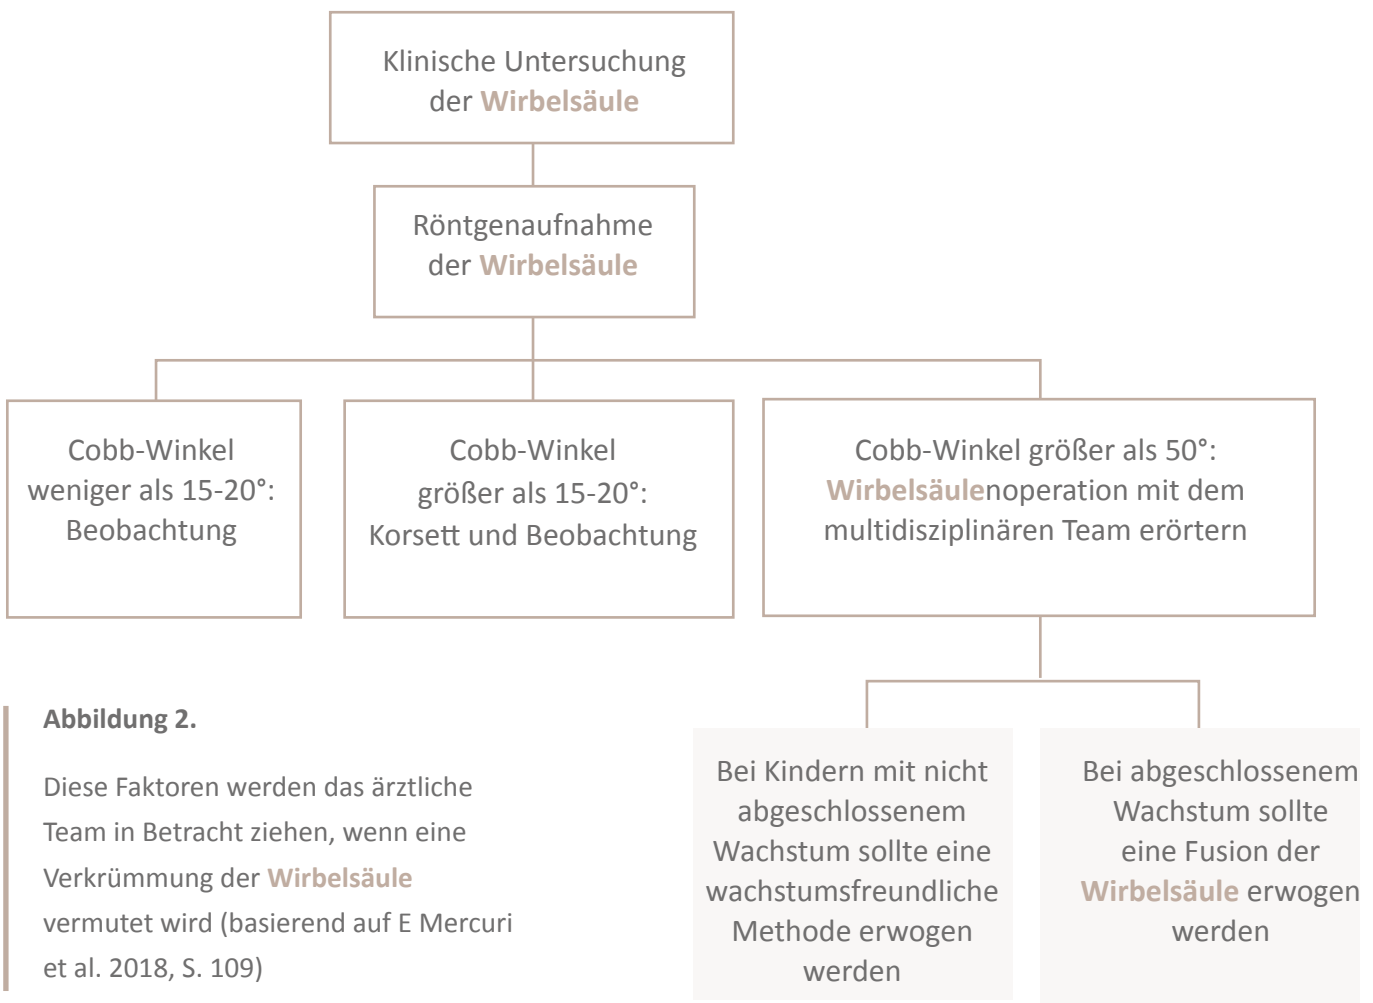 Klinische Untersuchung
der Wirbelsäule
Röntgenaufnahme
der Wirbelsäule
Cobb-Winkel
weniger als 15-20°:
Beobachtung
Cobb-Winkel
größer als 15-20°:
Korsett und Beobachtung
Cobb-Winkel größer als 50°:
Wirbelsäulenoperation mit dem
multidisziplinären Team erörtern
Bei Kindern mit nicht
abgeschlossenem
Wachstum sollte eine
wachstumsfreundliche
Methode erwogen
werden
Bei abgeschlossenem
Wachstum sollte
eine Fusion der
Wirbelsäule erwogen
werden
Abbildung 2.
Diese Faktoren werden das ärztliche
Team in Betracht ziehen, wenn eine
Verkrümmung der Wirbelsäule
vermutet wird (basierend auf E Mercuri
et al. 2018, S. 109)